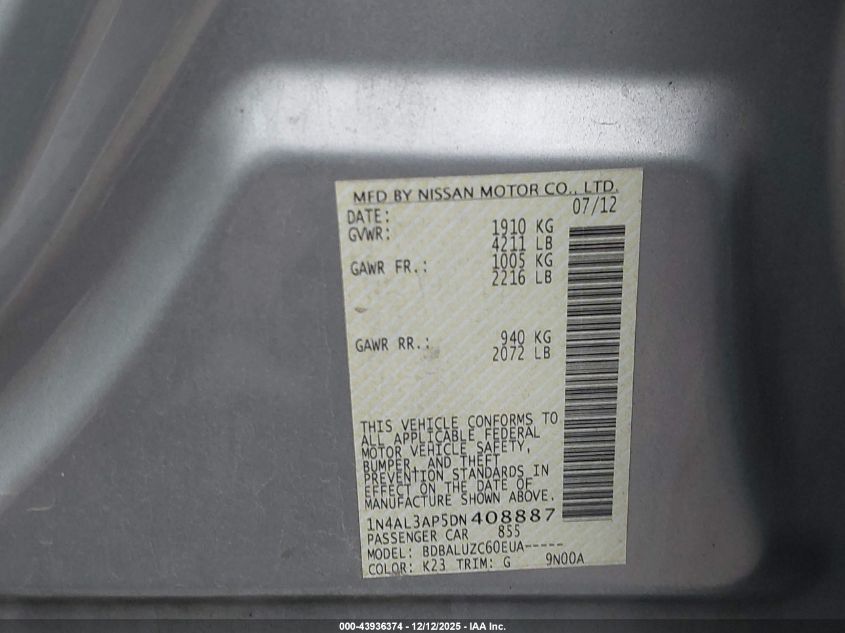 MFD BY NISSAN MOTOR CO., LTD.
DATE: 07/12
GVWR: 1910 KG
4211 LB
GAWR FR.: 1005 KG
2216 LB
GAWR RR.: 940 KG
2072 LB
THIS VEHICLE CONFORMS TO
ALL APPLICABLE FEDERAL
MOTOR VEHICLE SAFETY,
BUMPER, AND THEFT
PREVENTION STANDARDS IN
EFFECT ON THE DATE OF
MANUFACTURE SHOWN ABOVE.
1N4AL3AP5DN408887
PASSENGER CAR 855
MODEL: BDBALUZC60EUA-----
COLOR: K23 TRIM: G 9N00A
000-43936374 - 12/12/2025 - IAA Inc.